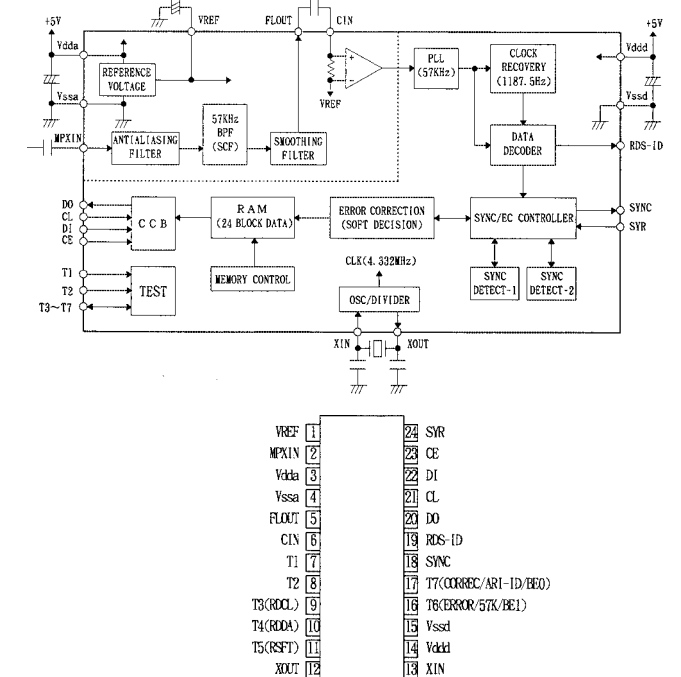 +5V
VREF
FLOUT
CIN
+5V
Vdda
Vddd
REFERENCE
VOLTAGE
+
-
VREF
PLL
(57KHz)
CLOCK
RECOVERY
(1187.5Hz)
Vssa
Vssd
MPXIN
ANTIALIASING
FILTER
57KHz
BPF
(SCF)
SMOOTHING
FILTER
DATA
DECODER
RDS-ID
DO
CL
DI
CE
CCB
RAM
(24 BLOCK DATA)
ERROR CORRECTION
(SOFT DECISION)
SYNC/EC CONTROLLER
SYNC
SYR
CLK(4.332MHz)
T1
T2
T3~T7
TEST
MEMORY CONTROL
OSC/DIVIDER
SYNC
DETECT-1
SYNC
DETECT-2
XIN
XOUT
VREF 1 24 SYR
MPXIN 2 23 CE
Vdda 3 22 DI
Vssa 4 21 CL
FLOUT 5 20 DO
CIN 6 19 RDS-ID
T1 7 18 SYNC
T2 8 17 T7(CORREC/ARI-ID/BE0)
T3(RDCL) 9 16 T6(ERROR/57K/BE1)
T4(RDDA) 10 15 Vssd
T5(RSFT) 11 14 Vddd
XOUT 12 13 XIN